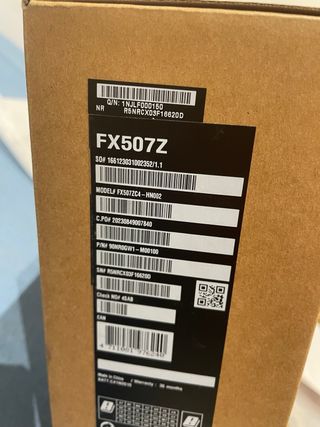 Q/N: 1NJLF000150
NR R5NRCX03F16620D
FX507Z
SO# 166123031002352/1.1
MODEL# FX507ZC4-HN002
C.PO# 20230849007840
P/N# 90NR0GW1-M00100
SN# R5NRCX03F16620D
Check NO# 45AB
EAN
Made in China / Warranty : 36 months